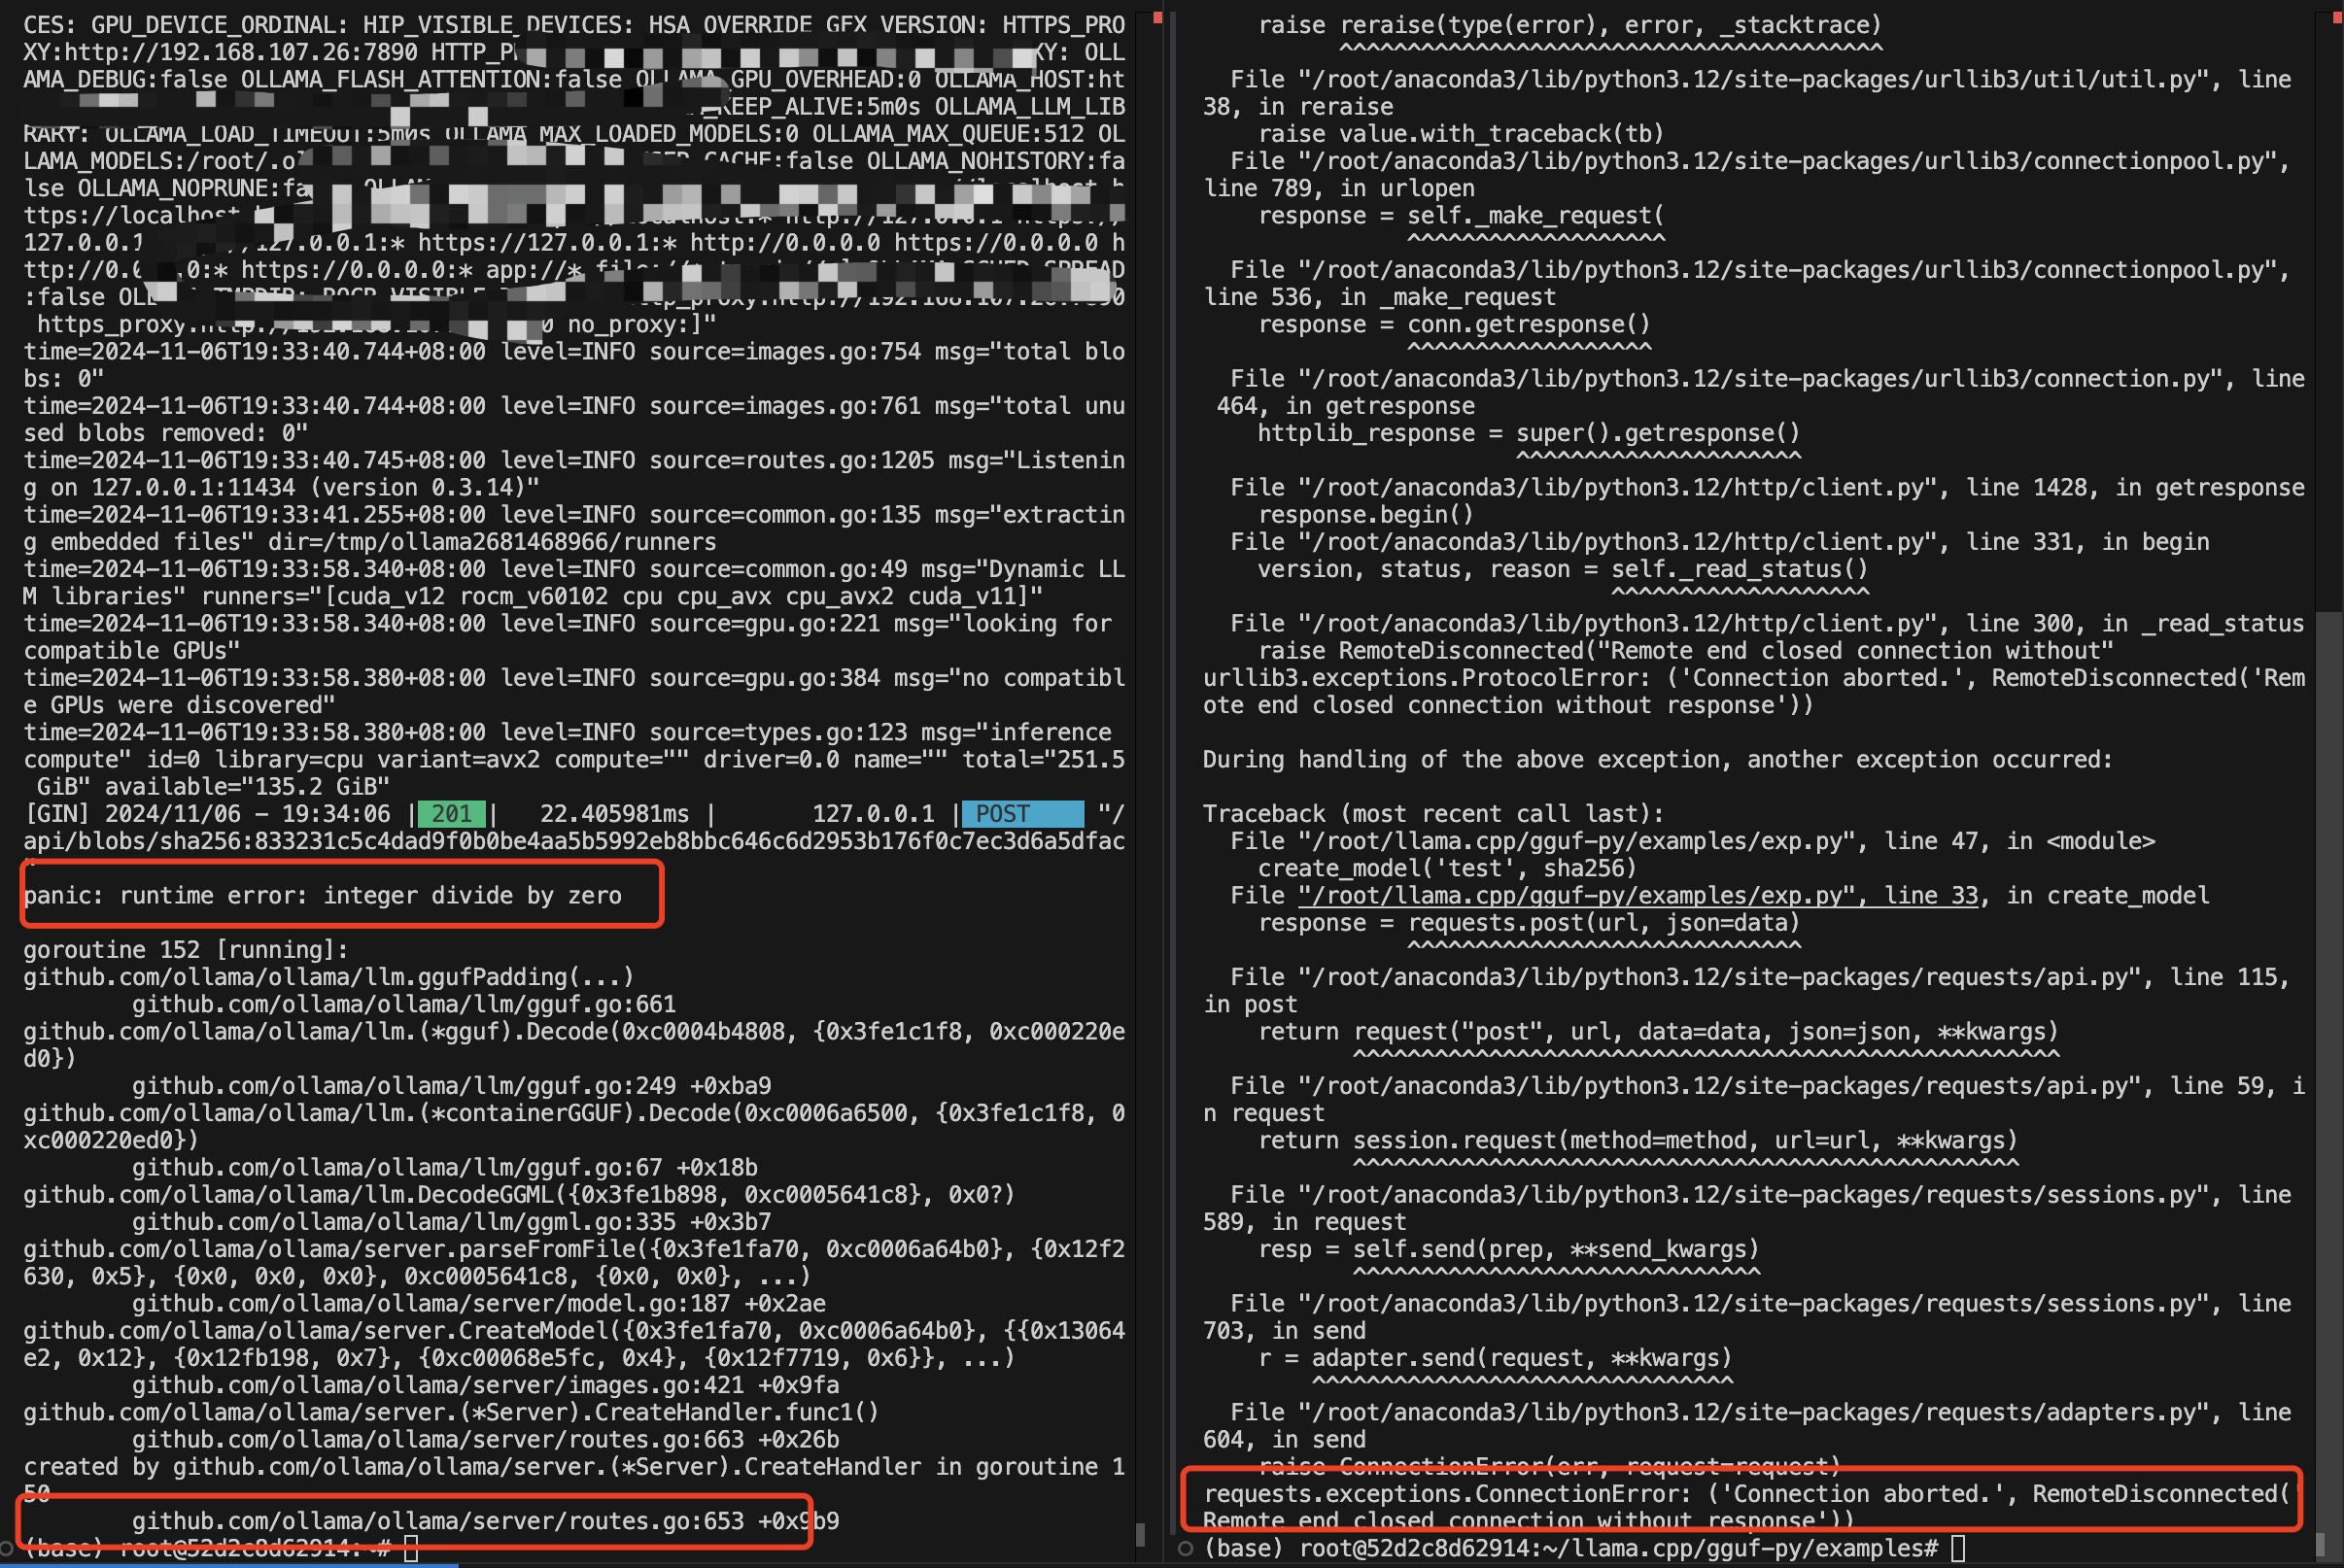 CES: GPU_DEVICE_ORDINAL: HIP_VISIBLE_DEVICES: HSA_OVERRIDE_GFX_VERSION: HTTPS_PRO
XY:http://192.168.107.26:7890 HTTP_P XY: OLL
AMA_DEBUG:false OLLAMA_FLASH_ATTENTION:false OLLAMA_GPU_OVERHEAD:0 OLLAMA_HOST:ht
_KEEP_ALIVE:5m0s OLLAMA_LLM_LIB
RARY: OLLAMA_LOAD_TIMEOUT:5m0s OLLAMA_MAX_LOADED_MODELS:0 OLLAMA_MAX_QUEUE:512 OL
LAMA_MODELS:/root/.ol CACHE:false OLLAMA_NOHISTORY:fa
lse OLLAMA_NOPRUNE:fa
ttps://localhost
127.0.0.1 //127.0.0.1:* https://127.0.0.1:* http://0.0.0.0 https://0.0.0.0 h
ttp://0.0 .0:* https://0.0.0.0:* app://*
:false OLL
https_proxy:http:// 0 no_proxy:]"
time=2024-11-06T19:33:40.744+08:00 level=INFO source=images.go:754 msg="total blo
bs: 0"
time=2024-11-06T19:33:40.744+08:00 level=INFO source=images.go:761 msg="total unu
sed blobs removed: 0"
time=2024-11-06T19:33:40.745+08:00 level=INFO source=routes.go:1205 msg="Listenin
g on 127.0.0.1:11434 (version 0.3.14)"
time=2024-11-06T19:33:41.255+08:00 level=INFO source=common.go:135 msg="extractin
g embedded files" dir=/tmp/ollama2681468966/runners
time=2024-11-06T19:33:58.340+08:00 level=INFO source=common.go:49 msg="Dynamic LL
M libraries" runners="[cuda_v12 rocm_v60102 cpu cpu_avx cpu_avx2 cuda_v11]"
time=2024-11-06T19:33:58.340+08:00 level=INFO source=gpu.go:221 msg="looking for
compatible GPUs"
time=2024-11-06T19:33:58.380+08:00 level=INFO source=gpu.go:384 msg="no compatibl
e GPUs were discovered"
time=2024-11-06T19:33:58.380+08:00 level=INFO source=types.go:123 msg="inference
compute" id=0 library=cpu variant=avx2 compute="" driver=0.0 name="" total="251.5
GiB" available="135.2 GiB"
[GIN] 2024/11/06 - 19:34:06 | 201 | 22.405981ms | 127.0.0.1 | POST "/
api/blobs/sha256:833231c5c4dad9f0b0be4aa5b5992eb8bbc646c6d2953b176f0c7ec3d6a5dfac
"
panic: runtime error: integer divide by zero
goroutine 152 [running]:
github.com/ollama/ollama/llm.ggufPadding(...)
github.com/ollama/ollama/llm/gguf.go:661
github.com/ollama/ollama/llm.(*gguf).Decode(0xc0004b4808, {0x3fe1c1f8, 0xc000220e
d0})
github.com/ollama/ollama/llm/gguf.go:249 +0xba9
github.com/ollama/ollama/llm.(*containerGGUF).Decode(0xc0006a6500, {0x3fe1c1f8, 0
xc000220ed0})
github.com/ollama/ollama/llm/gguf.go:67 +0x18b
github.com/ollama/ollama/llm.DecodeGGML({0x3fe1b898, 0xc0005641c8}, 0x0?)
github.com/ollama/ollama/llm/ggml.go:335 +0x3b7
github.com/ollama/ollama/server.parseFromFile({0x3fe1fa70, 0xc0006a64b0}, {0x12f2
630, 0x5}, {0x0, 0x0, 0x0}, 0xc0005641c8, {0x0, 0x0}, ...)
github.com/ollama/ollama/server/model.go:187 +0x2ae
github.com/ollama/ollama/server.CreateModel({0x3fe1fa70, 0xc0006a64b0}, {{0x13064
e2, 0x12}, {0x12fb198, 0x7}, {0xc00068e5fc, 0x4}, {0x12f7719, 0x6}}, ...)
github.com/ollama/ollama/server/images.go:421 +0x9fa
github.com/ollama/ollama/server.(*Server).CreateHandler.func1()
github.com/ollama/ollama/server/routes.go:663 +0x26b
created by github.com/ollama/ollama/server.(*Server).CreateHandler in goroutine 1
50
github.com/ollama/ollama/server/routes.go:653 +0x9b9
(base) root@52d2c8d62914:~#
raise reraise(type(error), error, _stacktrace)
^^^^^^^^^^^^^^^^^^^^^^^^^^^^^^^^^^^^^^^^
File "/root/anaconda3/lib/python3.12/site-packages/urllib3/util/util.py", line
38, in reraise
raise value.with_traceback(tb)
File "/root/anaconda3/lib/python3.12/site-packages/urllib3/connectionpool.py",
line 789, in urlopen
response = self._make_request(
^^^^^^^^^^^^^^^^^^^
File "/root/anaconda3/lib/python3.12/site-packages/urllib3/connectionpool.py",
line 536, in _make_request
response = conn.getresponse()
^^^^^^^^^^^^^^^^^^
File "/root/anaconda3/lib/python3.12/site-packages/urllib3/connection.py", line
464, in getresponse
httplib_response = super().getresponse()
^^^^^^^^^^^^^^^^^^^^^
File "/root/anaconda3/lib/python3.12/http/client.py", line 1428, in getresponse
response.begin()
File "/root/anaconda3/lib/python3.12/http/client.py", line 331, in begin
version, status, reason = self._read_status()
^^^^^^^^^^^^^^^^^^^
File "/root/anaconda3/lib/python3.12/http/client.py", line 300, in _read_status
raise RemoteDisconnected("Remote end closed connection without"
urllib3.exceptions.ProtocolError: ('Connection aborted.', RemoteDisconnected('Rem
ote end closed connection without response'))
During handling of the above exception, another exception occurred:
Traceback (most recent call last):
File "/root/llama.cpp/gguf-py/examples/exp.py", line 47, in <module>
create_model('test', sha256)
File "/root/llama.cpp/gguf-py/examples/exp.py", line 33, in create_model
response = requests.post(url, json=data)
^^^^^^^^^^^^^^^^^^^^^^^^^^^^^
File "/root/anaconda3/lib/python3.12/site-packages/requests/api.py", line 115,
in post
return request("post", url, data=data, json=json, **kwargs)
^^^^^^^^^^^^^^^^^^^^^^^^^^^^^^^^^^^^^^^^^^^^^^^^^^^^
File "/root/anaconda3/lib/python3.12/site-packages/requests/api.py", line 59, i
n request
return session.request(method=method, url=url, **kwargs)
^^^^^^^^^^^^^^^^^^^^^^^^^^^^^^^^^^^^^^^^^^^^^^^^^
File "/root/anaconda3/lib/python3.12/site-packages/requests/sessions.py", line
589, in request
resp = self.send(prep, **send_kwargs)
^^^^^^^^^^^^^^^^^^^^^^^^^^^^^^
File "/root/anaconda3/lib/python3.12/site-packages/requests/sessions.py", line
703, in send
r = adapter.send(request, **kwargs)
^^^^^^^^^^^^^^^^^^^^^^^^^^^^^^^
File "/root/anaconda3/lib/python3.12/site-packages/requests/adapters.py", line
604, in send
raise ConnectionError(err, request=request)
requests.exceptions.ConnectionError: ('Connection aborted.', RemoteDisconnected('
Remote end closed connection without response'))
(base) root@52d2c8d62914:~/llama.cpp/gguf-py/examples#